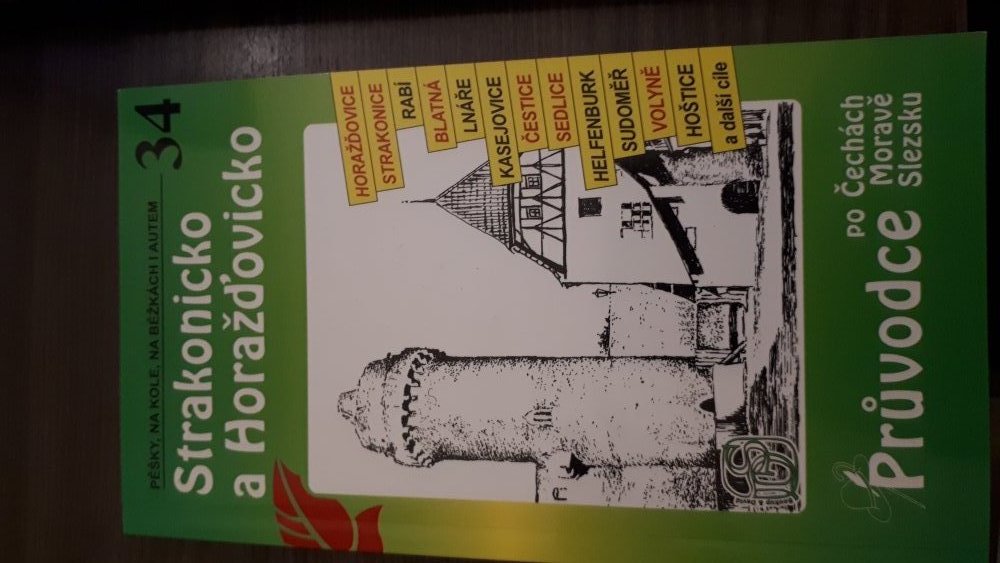 PĚŠKY, NA KOLE, NA BĚŽKÁCH I AUTEM
34
Strakonicko
a Horažďovicko
HORAŽĎOVICE
STRAKONICE
RABÍ
BLATNÁ
LNÁŘE
KASEJOVICE
ČESTICE
SEDLICE
HELFENBURK
SUDOMĚŘ
VOLYNĚ
HOŠTICE
a další cíle
po Čechách
Moravě
Slezsku
Průvodce